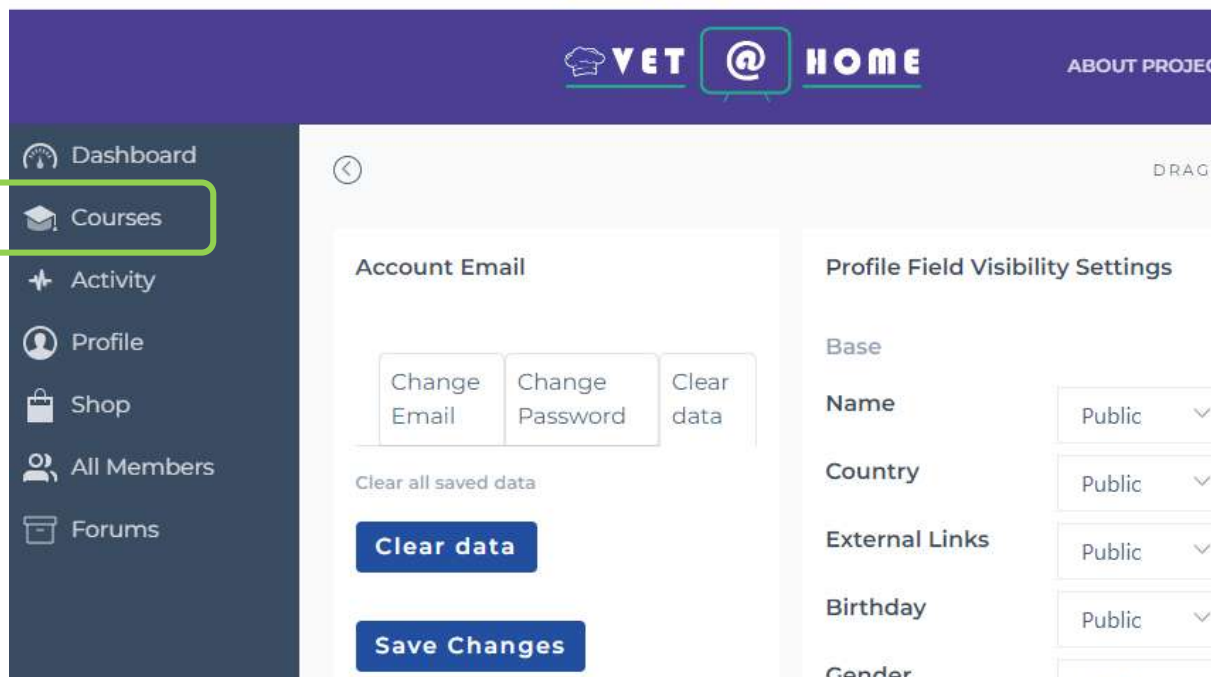 VET @ HOME
ABOUT PROJEC
Dashboard
Courses
Activity
Profile
Shop
All Members
Forums
DRAG
Account Email
Change Email
Change Password
Clear data
Clear all saved data
Clear data
Save Changes
Profile Field Visibility Settings
Base
Name
Public
Country
Public
External Links
Public
Birthday
Public
Gender